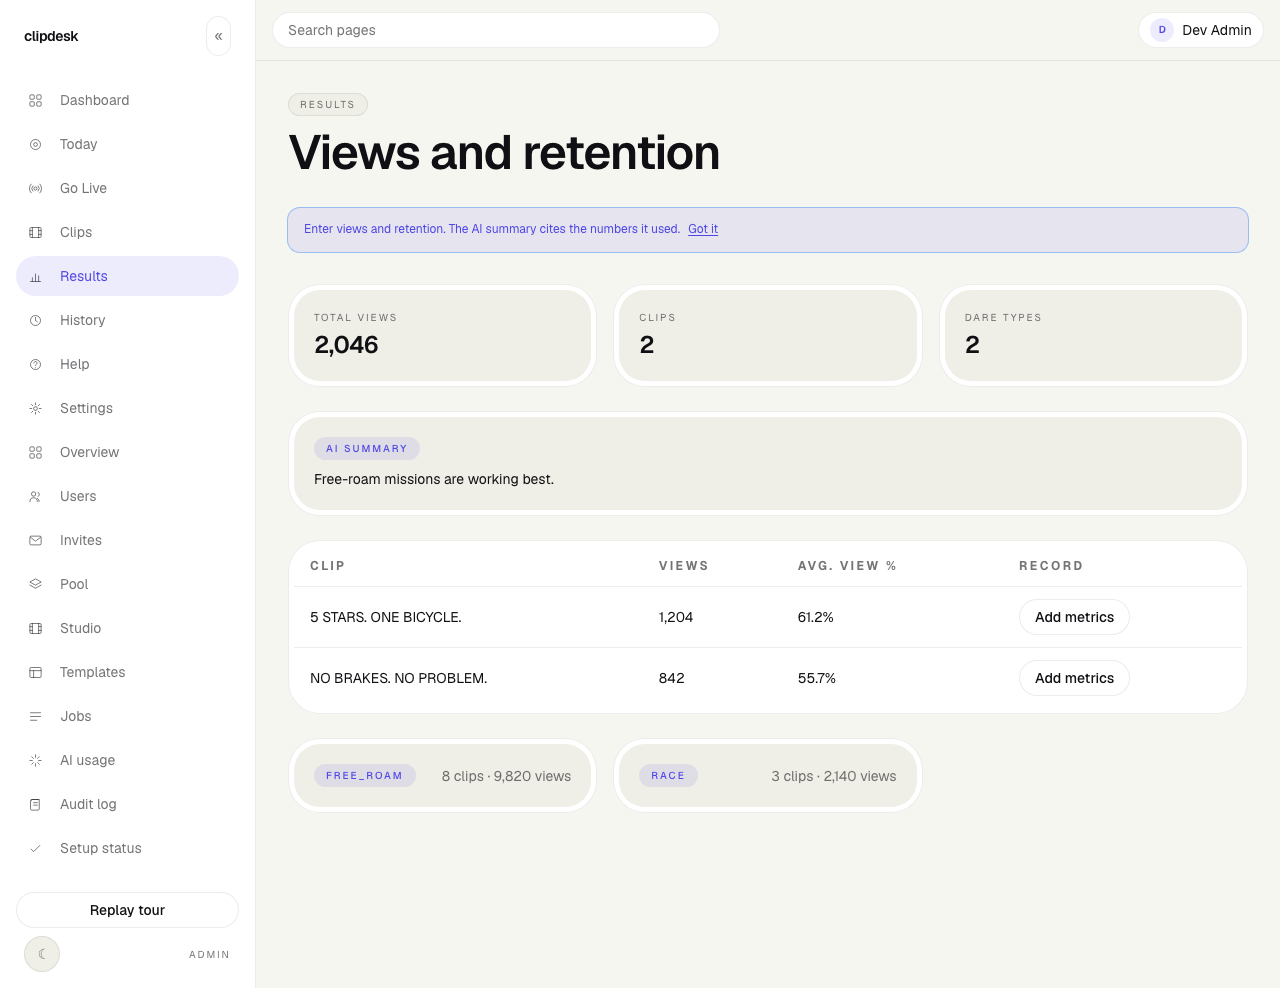 clipdesk
«
Search pages
D
Dev Admin
Dashboard
Today
Go Live
Clips
Results
History
Help
Settings
Overview
Users
Invites
Pool
Studio
Templates
Jobs
AI usage
Audit log
Setup status
Replay tour
ADMIN
RESULTS
Views and retention
Enter views and retention. The AI summary cites the numbers it used. Got it
TOTAL VIEWS
2,046
CLIPS
2
DARE TYPES
2
AI SUMMARY
Free-roam missions are working best.
CLIP VIEWS AVG. VIEW % RECORD
5 STARS. ONE BICYCLE. 1,204 61.2% Add metrics
NO BRAKES. NO PROBLEM. 842 55.7% Add metrics
FREE_ROAM 8 clips · 9,820 views
RACE 3 clips · 2,140 views